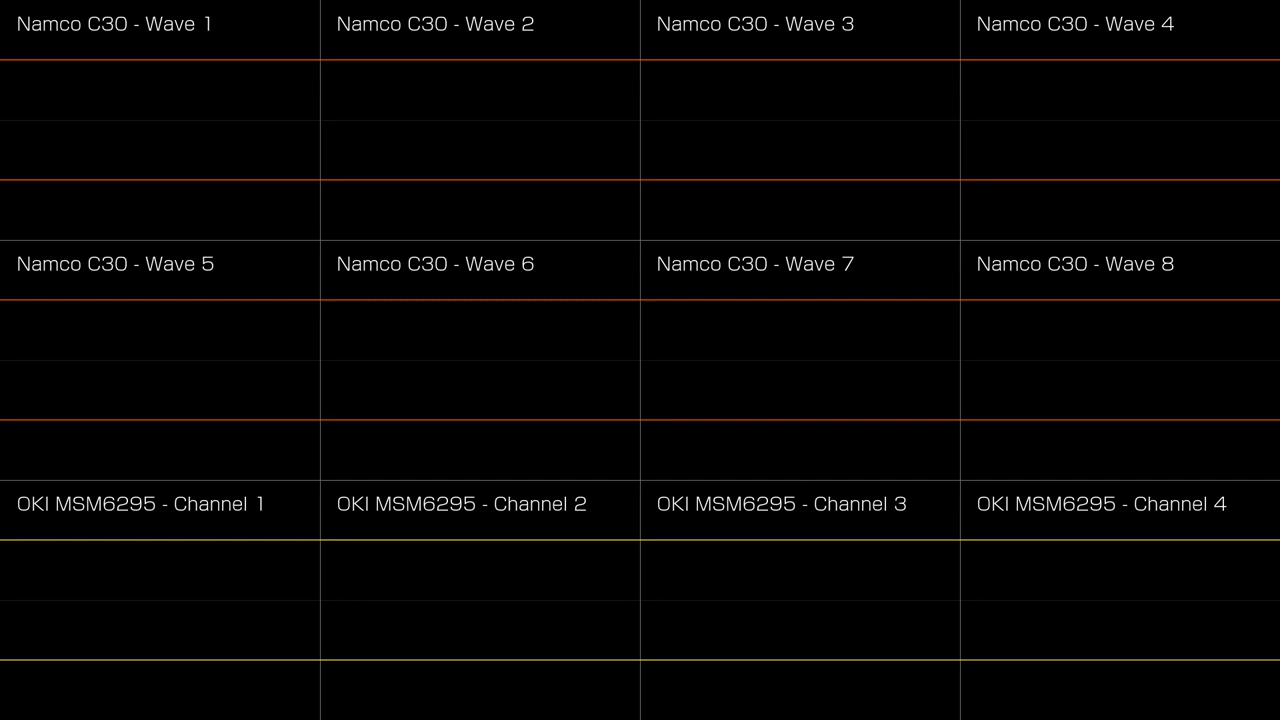 Namco C30 - Wave 1
Namco C30 - Wave 2
Namco C30 - Wave 3
Namco C30 - Wave 4
Namco C30 - Wave 5
Namco C30 - Wave 6
Namco C30 - Wave 7
Namco C30 - Wave 8
OKI MSM6295 - Channel 1
OKI MSM6295 - Channel 2
OKI MSM6295 - Channel 3
OKI MSM6295 - Channel 4